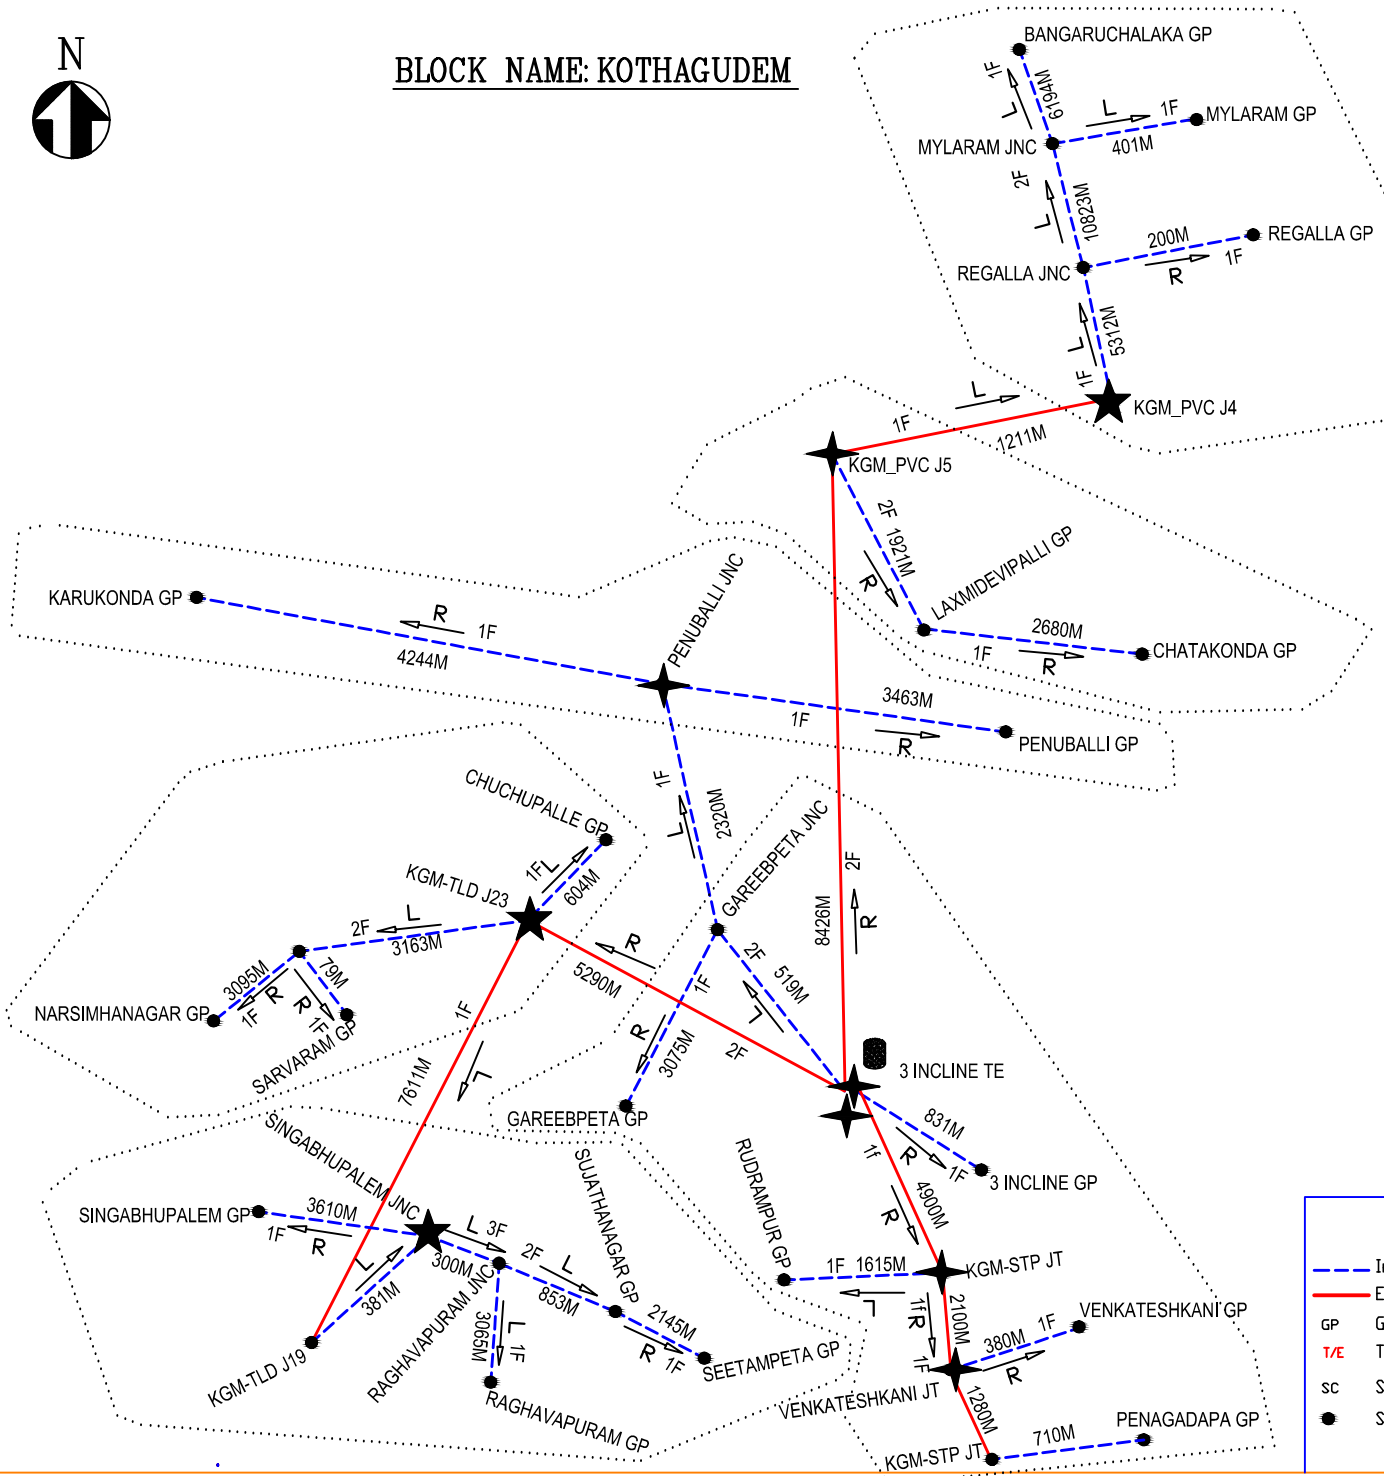 N
BLOCK NAME: KOTHAGUDEM
BANGARUCHALAKA GP
1F
6194M
L
L
1F
MYLARAM GP
MYLARAM JNC
401M
2F
10823M
L
200M
REGALLA GP
1F
R
REGALLA JNC
5312M
L
1F
L
KGM_PVC J4
1F
1211M
KGM_PVC J5
2F
1921M
R
LAXMIDEVIPALLI GP
2680M
1F
R
CHATAKONDA GP
PENUBALLI JNC
KARUKONDA GP
R
1F
4244M
3463M
1F
R
PENUBALLI GP
1F
2320M
L
CHUCHUPALLE GP
1F
L
604M
KGM-TLD J23
GAREEBPETA JNC
2F
8426M
R
2F
L
3163M
R
5290M
2F
519M
L
1F
3095M
79M
R
R
1F
1F
NARSIMHANAGAR GP
SARVARAM GP
1F
7611M
L
2F
R
3075M
3 INCLINE TE
GAREEBPETA GP
831M
R
1F
3 INCLINE GP
1f
4900M
R
SINGABHUPALEM JNC
SUJATHANAGAR GP
RUDRAMPUR GP
SINGABHUPALEM GP
3610M
1F
R
L
3F
300M
2F
L
853M
L
381M
KGM-TLD J19
RAGHAVAPURAM JNC
3065M
L
1F
2145M
R
1F
SEETAMPETA GP
RAGHAVAPURAM GP
1F
1615M
L
KGM-STP JT
1f
R
1F
2100M
VENKATESHKANI GP
380M
1F
R
VENKATESHKANI JT
1280M
KGM-STP JT
710M
PENAGADAPA GP
GP
T/E
SC